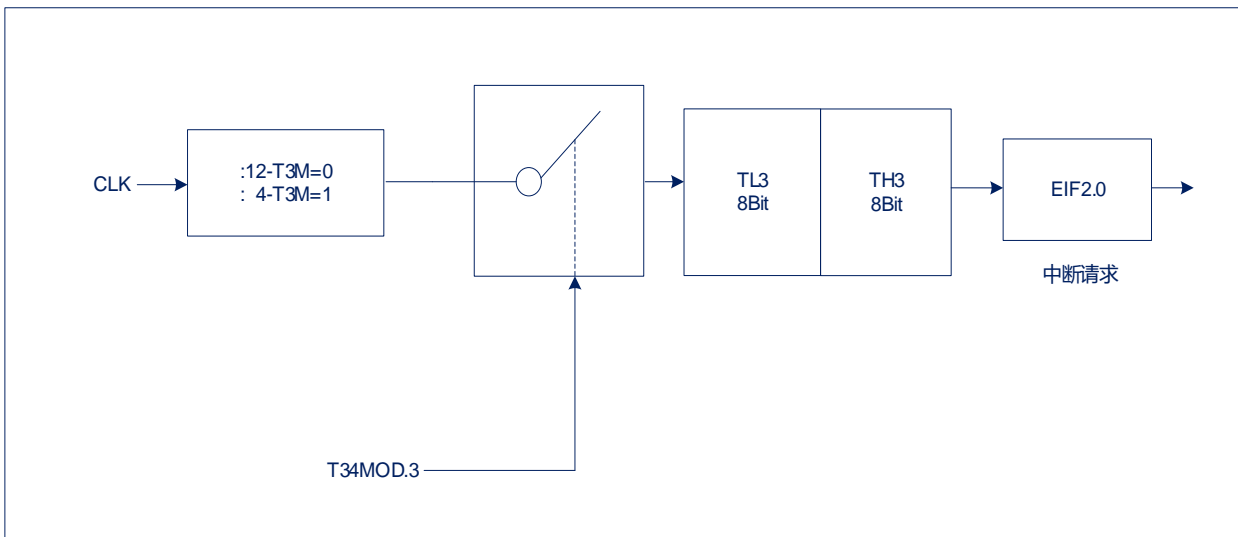 CLK
:12-T3M=0
: 4-T3M=1
TL3
8Bit
TH3
8Bit
EIF2.0
中断请求
T34MOD.3